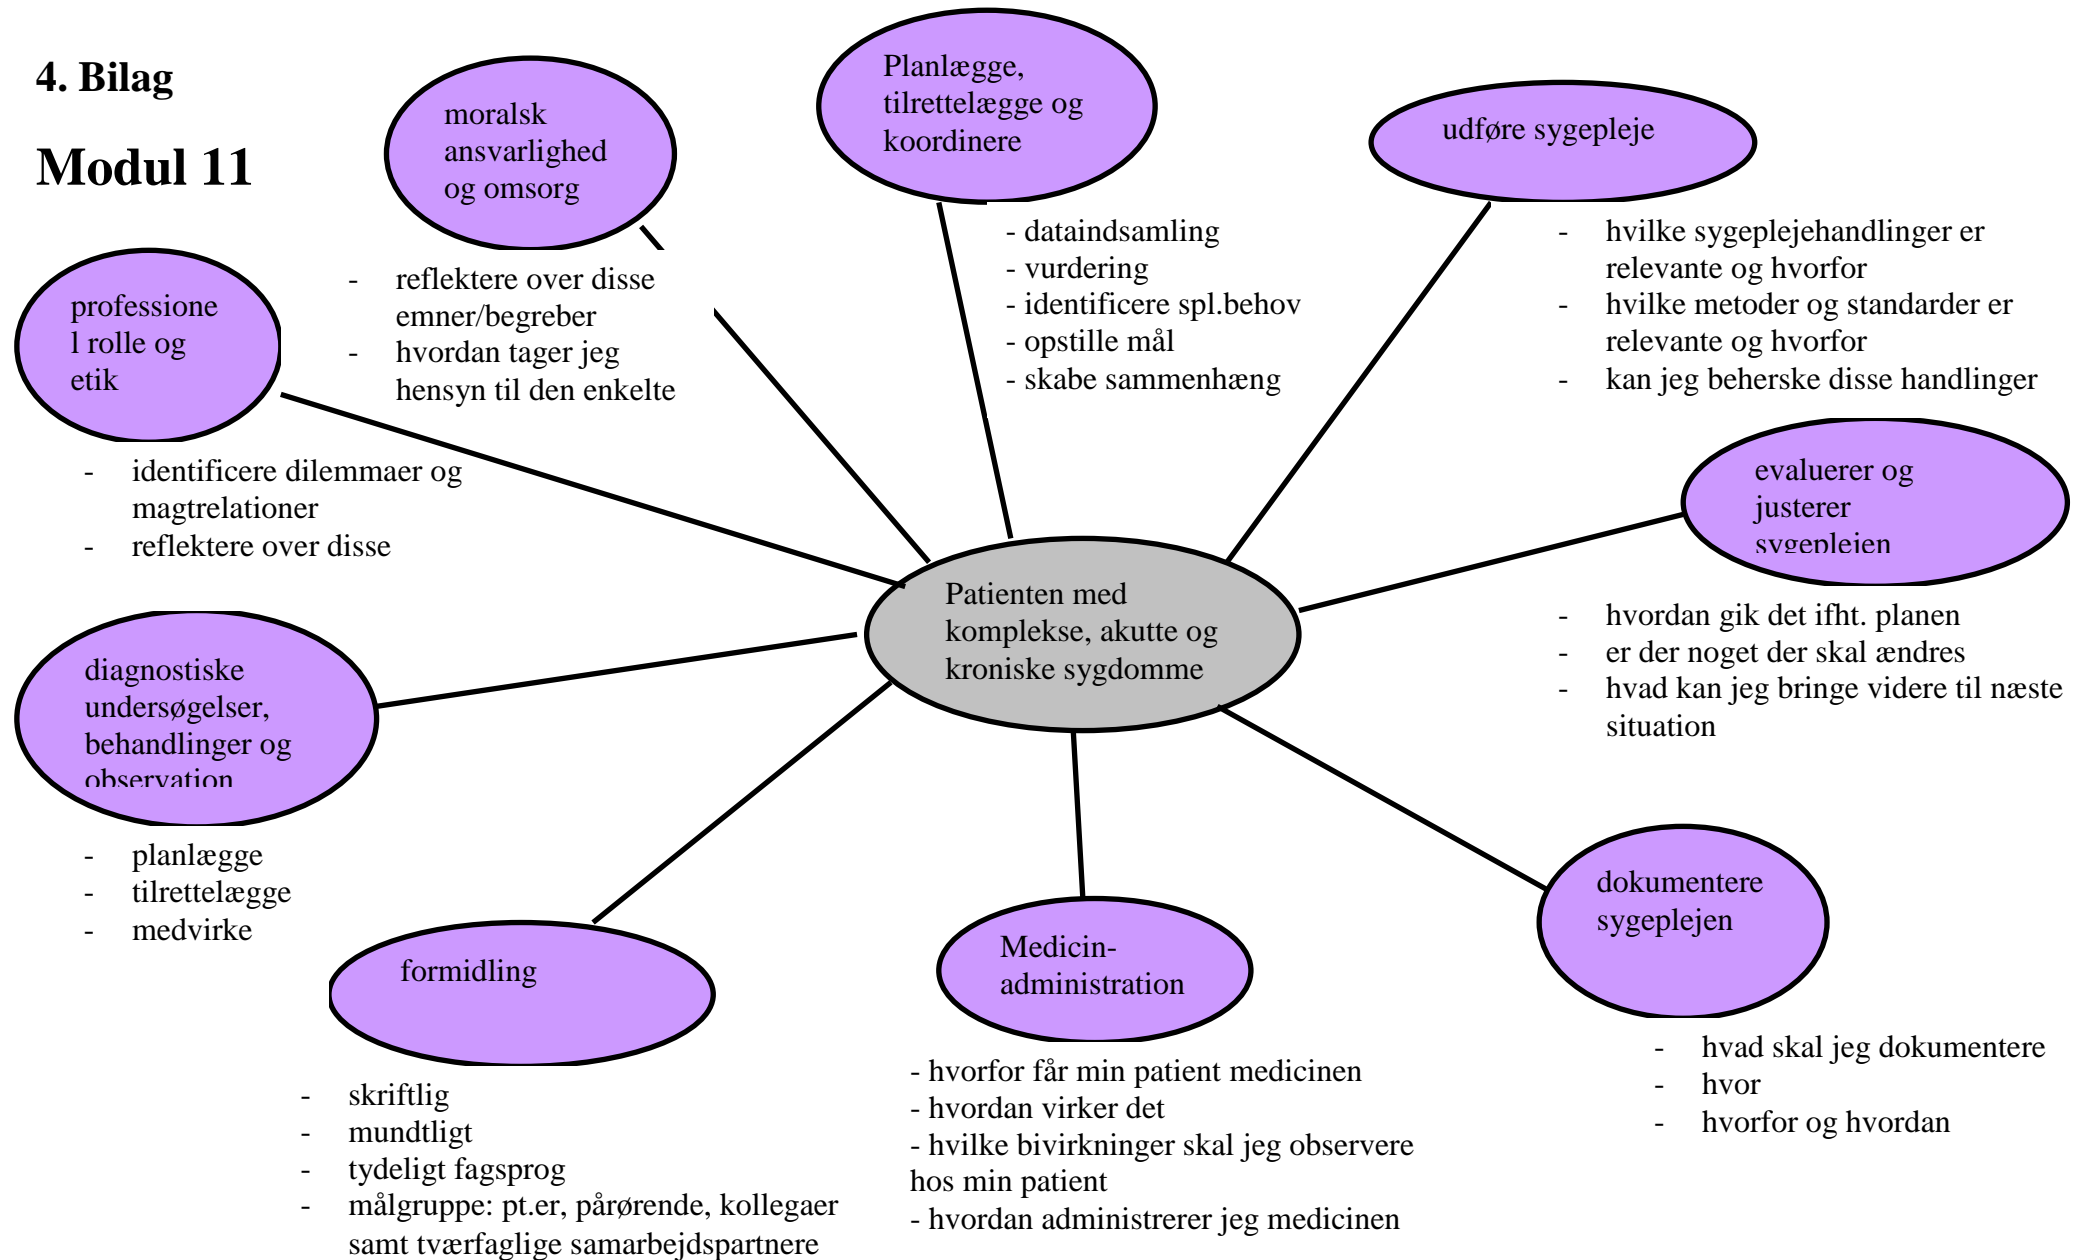 4. Bilag
Modul 11
moralsk
ansvarlighed
og omsorg
- reflektere over disse
emner/begreber
- hvordan tager jeg
hensyn til den enkelte
Planlægge,
tilrettelægge og
koordinere
- dataindsamling
- vurdering
- identificere spl.behov
- opstille mål
- skabe sammenhæng
udføre sygepleje
- hvilke sygeplejehandlinger er
relevante og hvorfor
- hvilke metoder og standarder er
relevante og hvorfor
- kan jeg beherske disse handlinger
professione
l rolle og
etik
- identificere dilemmaer og
magtrelationer
- reflektere over disse
evaluerer og
justerer
sygeplejen
- hvordan gik det ifht. planen
- er der noget der skal ændres
- hvad kan jeg bringe videre til næste
situation
Patienten med
komplekse, akutte og
kroniske sygdomme
diagnostiske
undersøgelser,
behandlinger og
observation
- planlægge
- tilrettelægge
- medvirke
formidling
- skriftlig
- mundtligt
- tydeligt fagsprog
- målgruppe: pt.er, pårørende, kollegaer
samt tværfaglige samarbejdspartnere
Medicin-
administration
- hvorfor får min patient medicinen
- hvordan virker det
- hvilke bivirkninger skal jeg observere
hos min patient
- hvordan administrerer jeg medicinen
dokumentere
sygeplejen
- hvad skal jeg dokumentere
- hvor
- hvorfor og hvordan